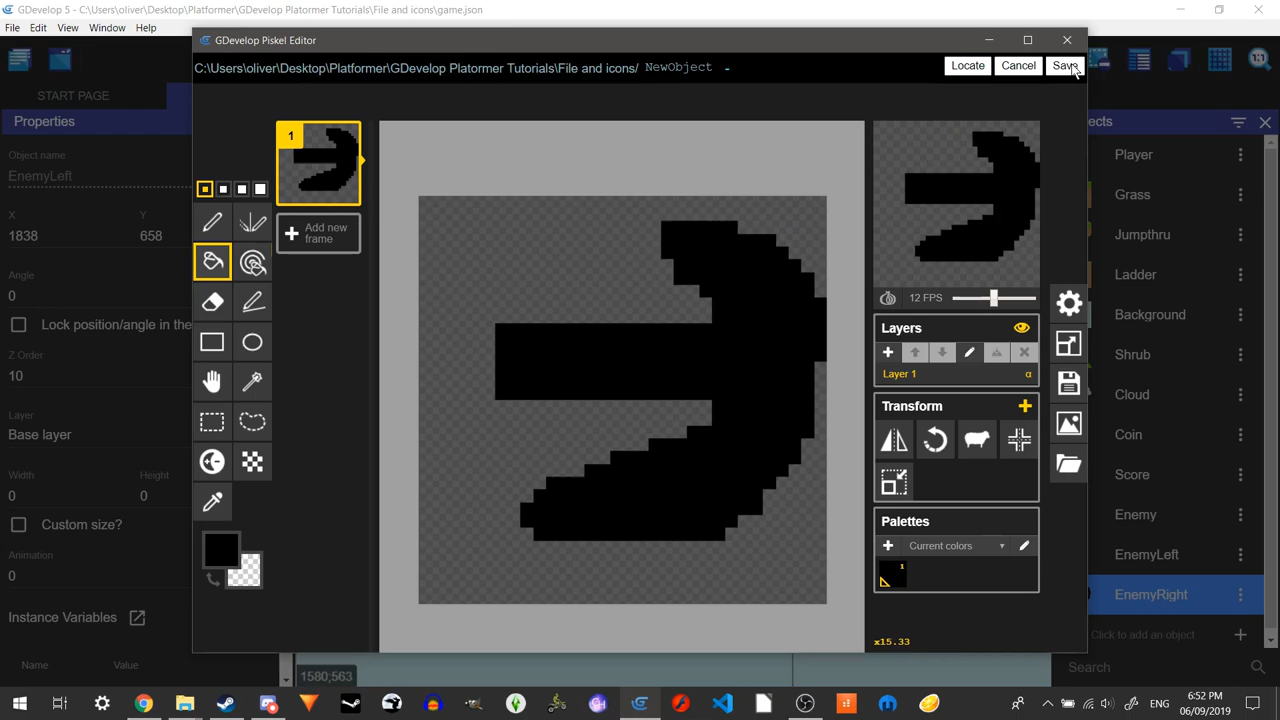 GDevelop 5 - C:\Users\oliver\Desktop\Platformer\GDevelop Platormer Tutorials\File and icons\game.json
File Edit View Window Help
GDevelop Piskel Editor
C:\Users\oliver\Desktop\Platformer\GDevelop Platormer Tutorials\File and icons/ NewObject -
Locate Cancel Save
START PAGE
Properties
Object name
EnemyLeft
X Y
1838 658
Angle
0
Lock position/angle in the
Z Order
10
Layer
Base layer
Width Height
0 0
Custom size?
Animation
0
Instance Variables
Name Value
1
Add new
frame
12 FPS
Layers
Layer 1 α
Transform
Palettes
Current colors
1
x15.33
1:1
ects
Player
Grass
Jumpthru
Ladder
Background
Shrub
Cloud
Coin
Score
Enemy
EnemyLeft
EnemyRight
Click to add an object
Search
1580;563
ENG
6:52 PM
06/09/2019